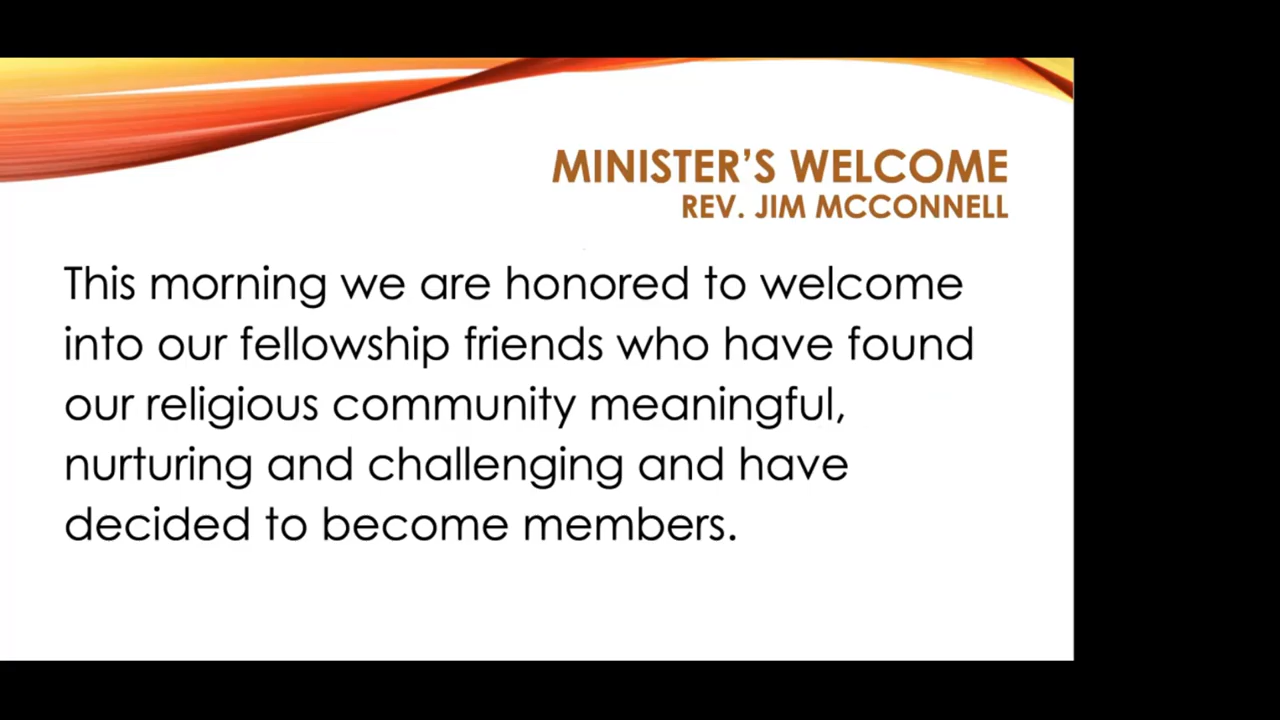 MINISTER’S WELCOME
REV. JIM MCCONNELL
This morning we are honored to welcome
into our fellowship friends who have found
our religious community meaningful,
nurturing and challenging and have
decided to become members.